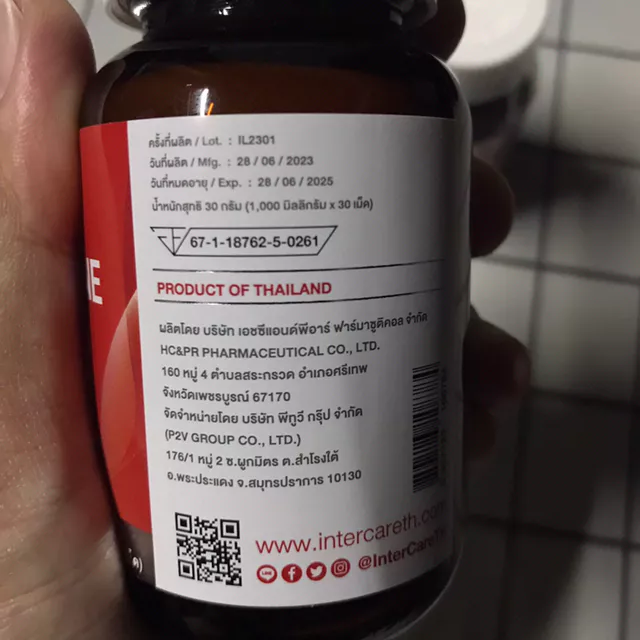 ครั้งที่ผลิต / Lot. : IL2301
วันที่ผลิต / Mfg. : 28 / 06 / 2023
วันที่หมดอายุ / Exp. : 28 / 06 / 2025
น้ำหนักสุทธิ 30 กรัม (1,000 มิลลิกรัม x 30 เม็ด)
67-1-18762-5-0261
PRODUCT OF THAILAND
ผลิตโดย บริษัท เอชซีแอนด์พีอาร์ ฟาร์มาซูติคอล จำกัด
HC&PR PHARMACEUTICAL CO., LTD.
160 หมู่ 4 ตำบลสระกรวด อำเภอศรีเทพ
จังหวัดเพชรบูรณ์ 67170
จัดจำหน่ายโดย บริษัท พีทูวี กรุ๊ป จำกัด
(P2V GROUP CO., LTD.)
176/1 หมู่ 2 ซ.ผูกมิตร ต.สำโรงใต้
อ.พระประแดง จ.สมุทรปราการ 10130
www.intercareth.com
@InterCareTH